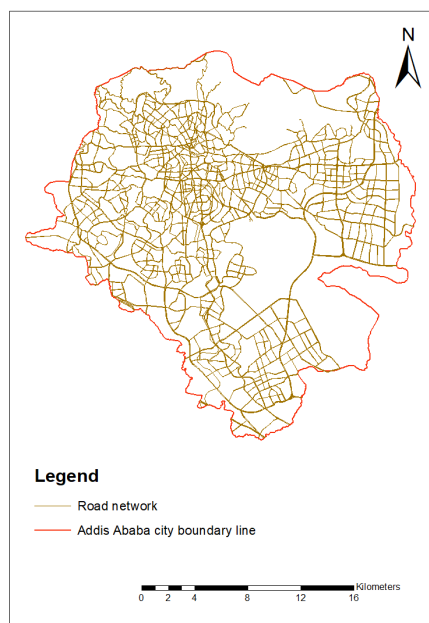 N
Legend
Road network
Addis Ababa city boundary line
Kilometers
0 2 4 8 12 16